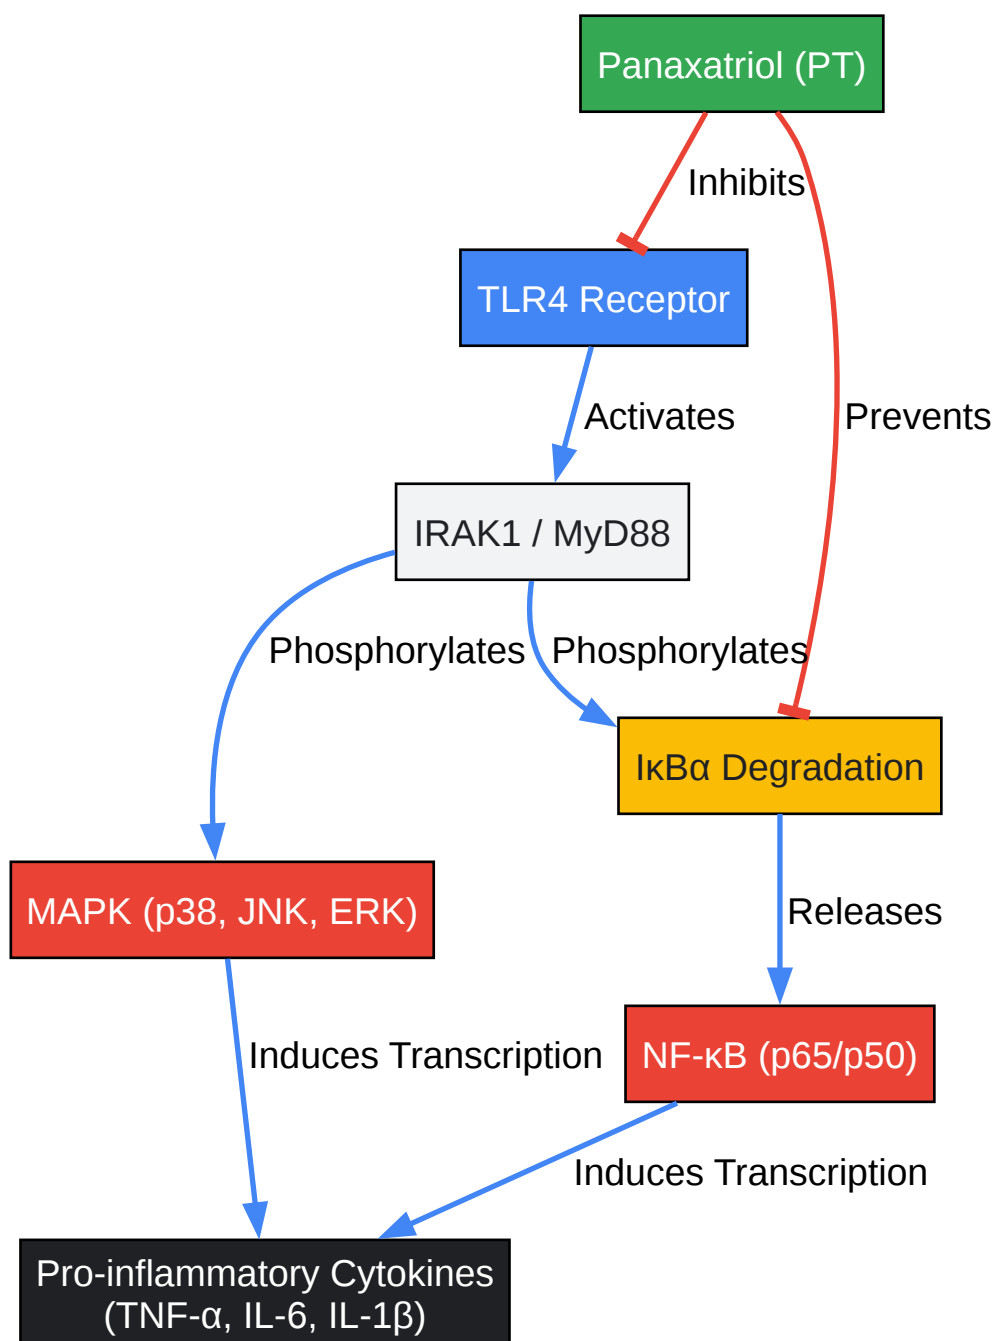 Panaxatriol (PT)
Inhibits
TLR4 Receptor
Activates
Prevents
IRAK1 / MyD88
Phosphorylates
Phosphorylates
IκBα Degradation
MAPK (p38, JNK, ERK)
Releases
Induces Transcription
NF-κB (p65/p50)
Induces Transcription
Pro-inflammatory Cytokines
(TNF-α, IL-6, IL-1β)